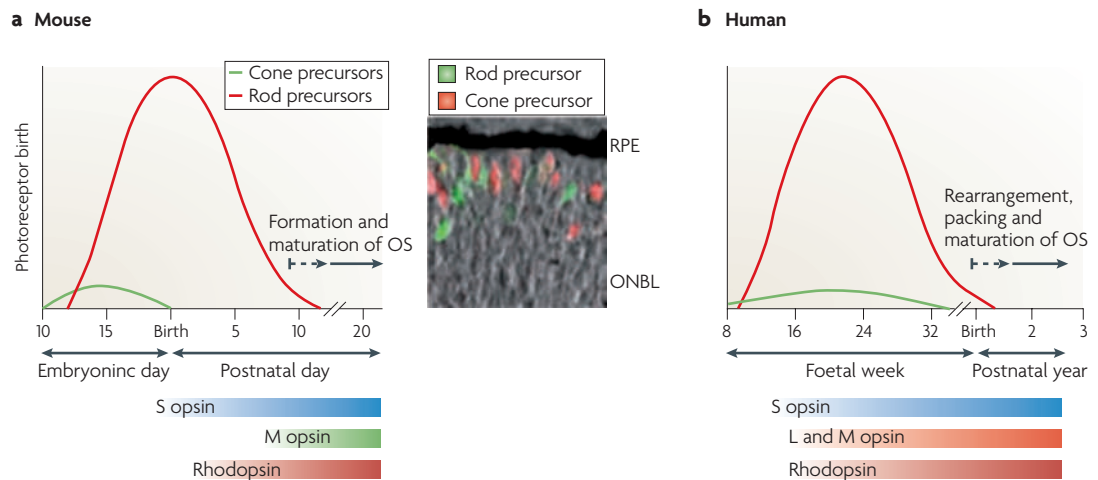 a Mouse
Photoreceptor birth
Cone precursors
Rod precursors
Formation and
maturation of OS
10 15 Birth 5 10 20
Embryoninc day Postnatal day
S opsin
M opsin
Rhodopsin
Rod precursor
Cone precursor
RPE
ONBL
b Human
Rearrangement,
packing and
maturation of OS
8 16 24 32 Birth 2 3
Foetal week Postnatal year
S opsin
L and M opsin
Rhodopsin